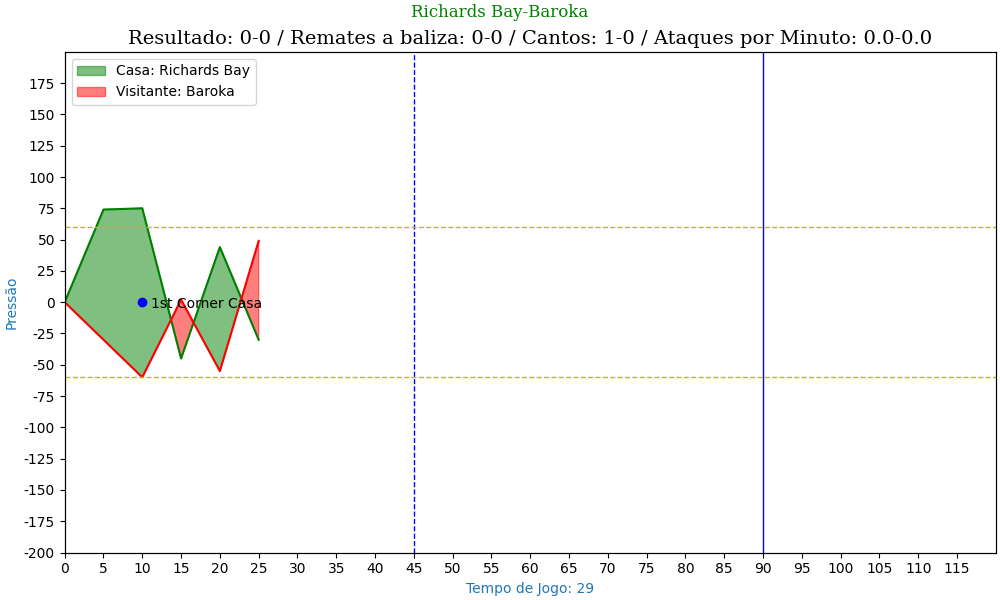 Richards Bay-Baroka
Resultado: 0-0 / Remates a baliza: 0-0 / Cantos: 1-0 / Ataques por Minuto: 0.0-0.0
Casa: Richards Bay
Visitante: Baroka
Pressão
175
150
125
100
75
50
25
0
-25
-50
-75
-100
-125
-150
-175
-200
1st Corner Casa
0 5 10 15 20 25 30 35 40 45 50 55 60 65 70 75 80 85 90 95 100 105 110 115
Tempo de Jogo: 29